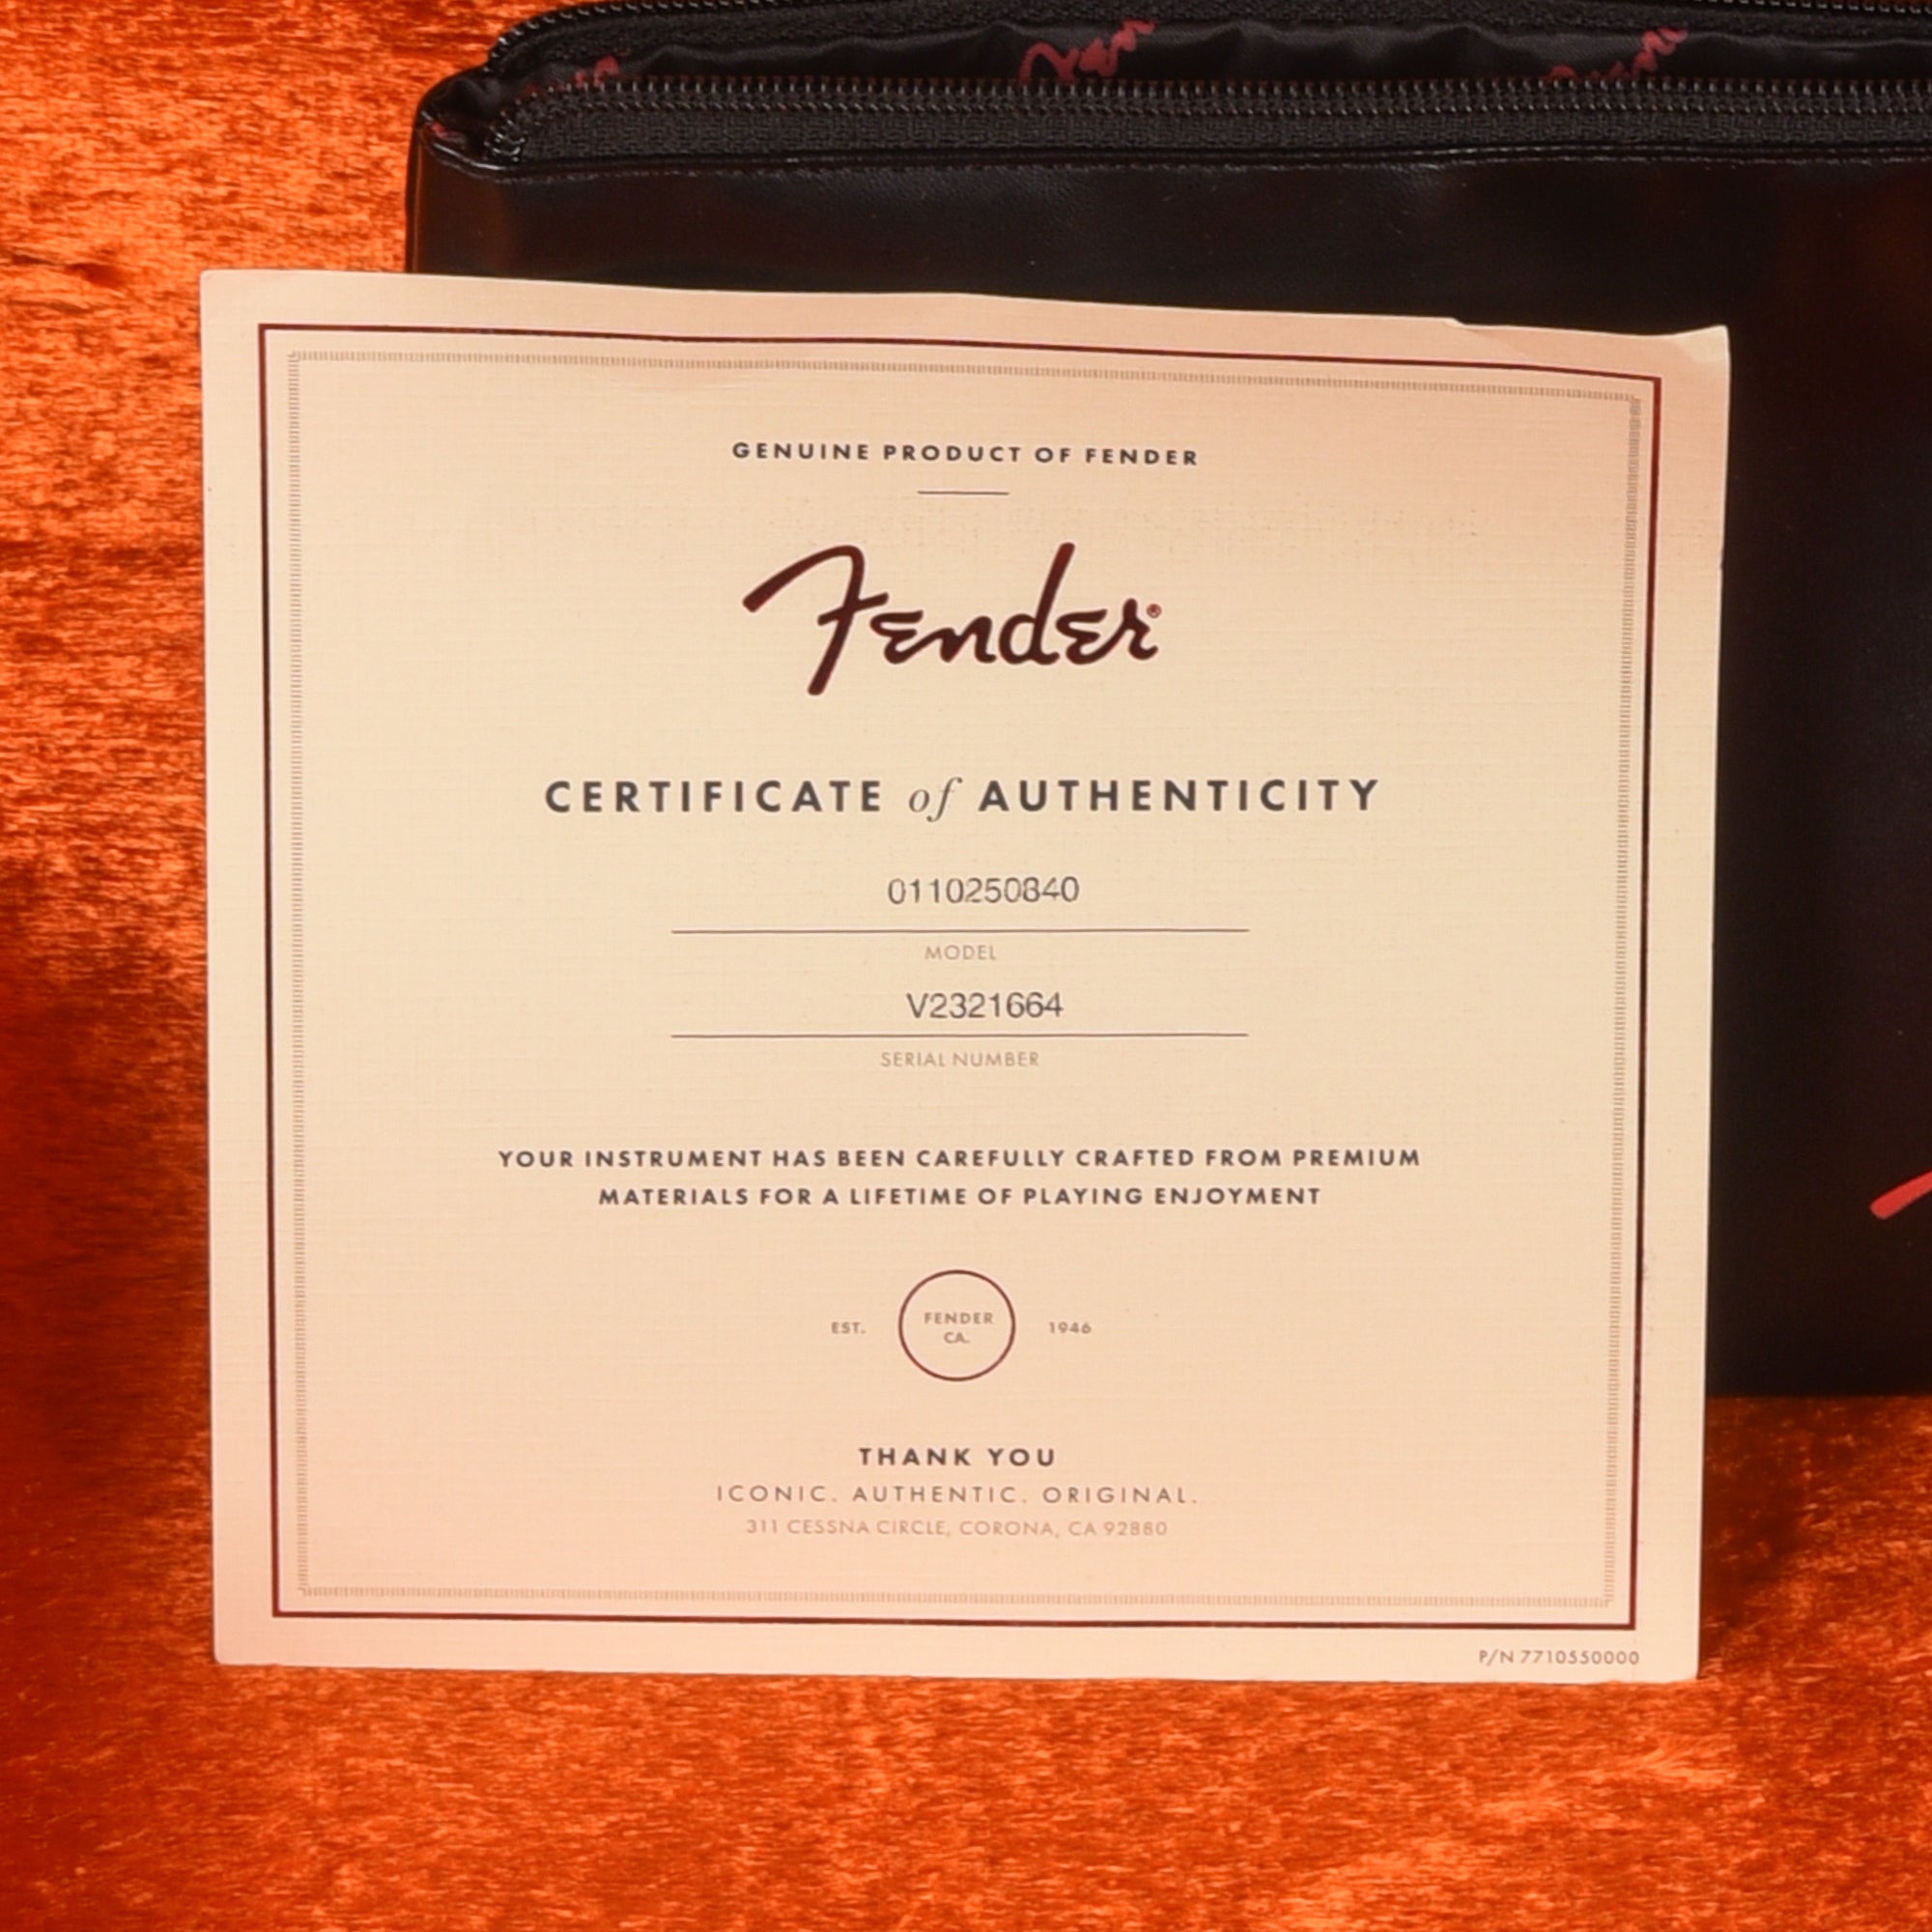 GENUINE PRODUCT OF FENDER
Fender®
CERTIFICATE of AUTHENTICITY
0110250840
MODEL
V2321664
SERIAL NUMBER
YOUR INSTRUMENT HAS BEEN CAREFULLY CRAFTED FROM PREMIUM
MATERIALS FOR A LIFETIME OF PLAYING ENJOYMENT
EST. FENDER 1946
CA.
THANK YOU
ICONIC. AUTHENTIC. ORIGINAL.
311 CESSNA CIRCLE, CORONA, CA 92880
P/N 7710550000